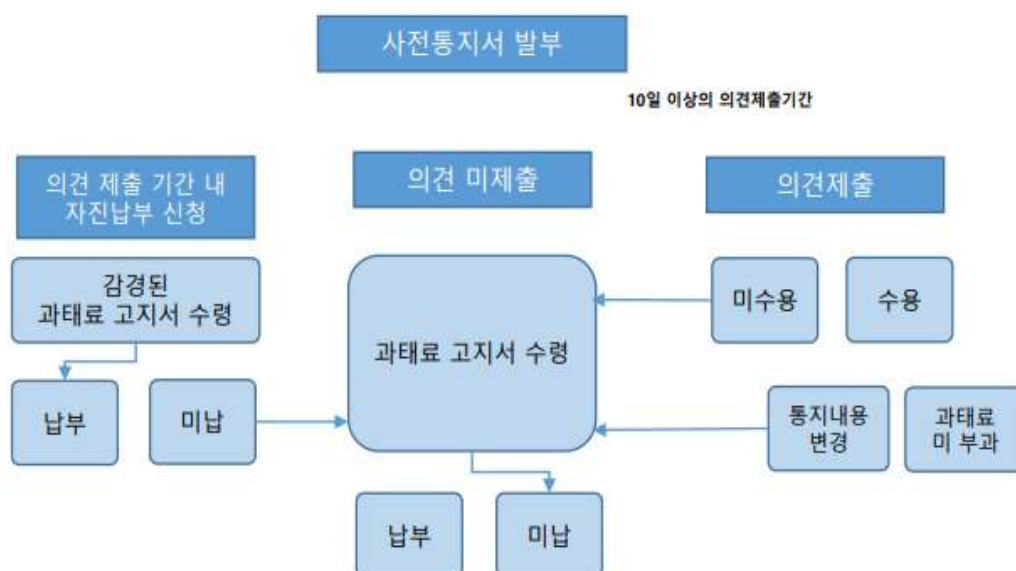 사전통지서 발부
10일 이상의 의견제출기간
의견 제출 기간 내
자진납부 신청
의견 미제출
의견제출
감경된
과태료 고지서 수령
과태료 고지서 수령
미수용
수용
납부
미납
통지내용
변경
과태료
미 부과
납부
미납